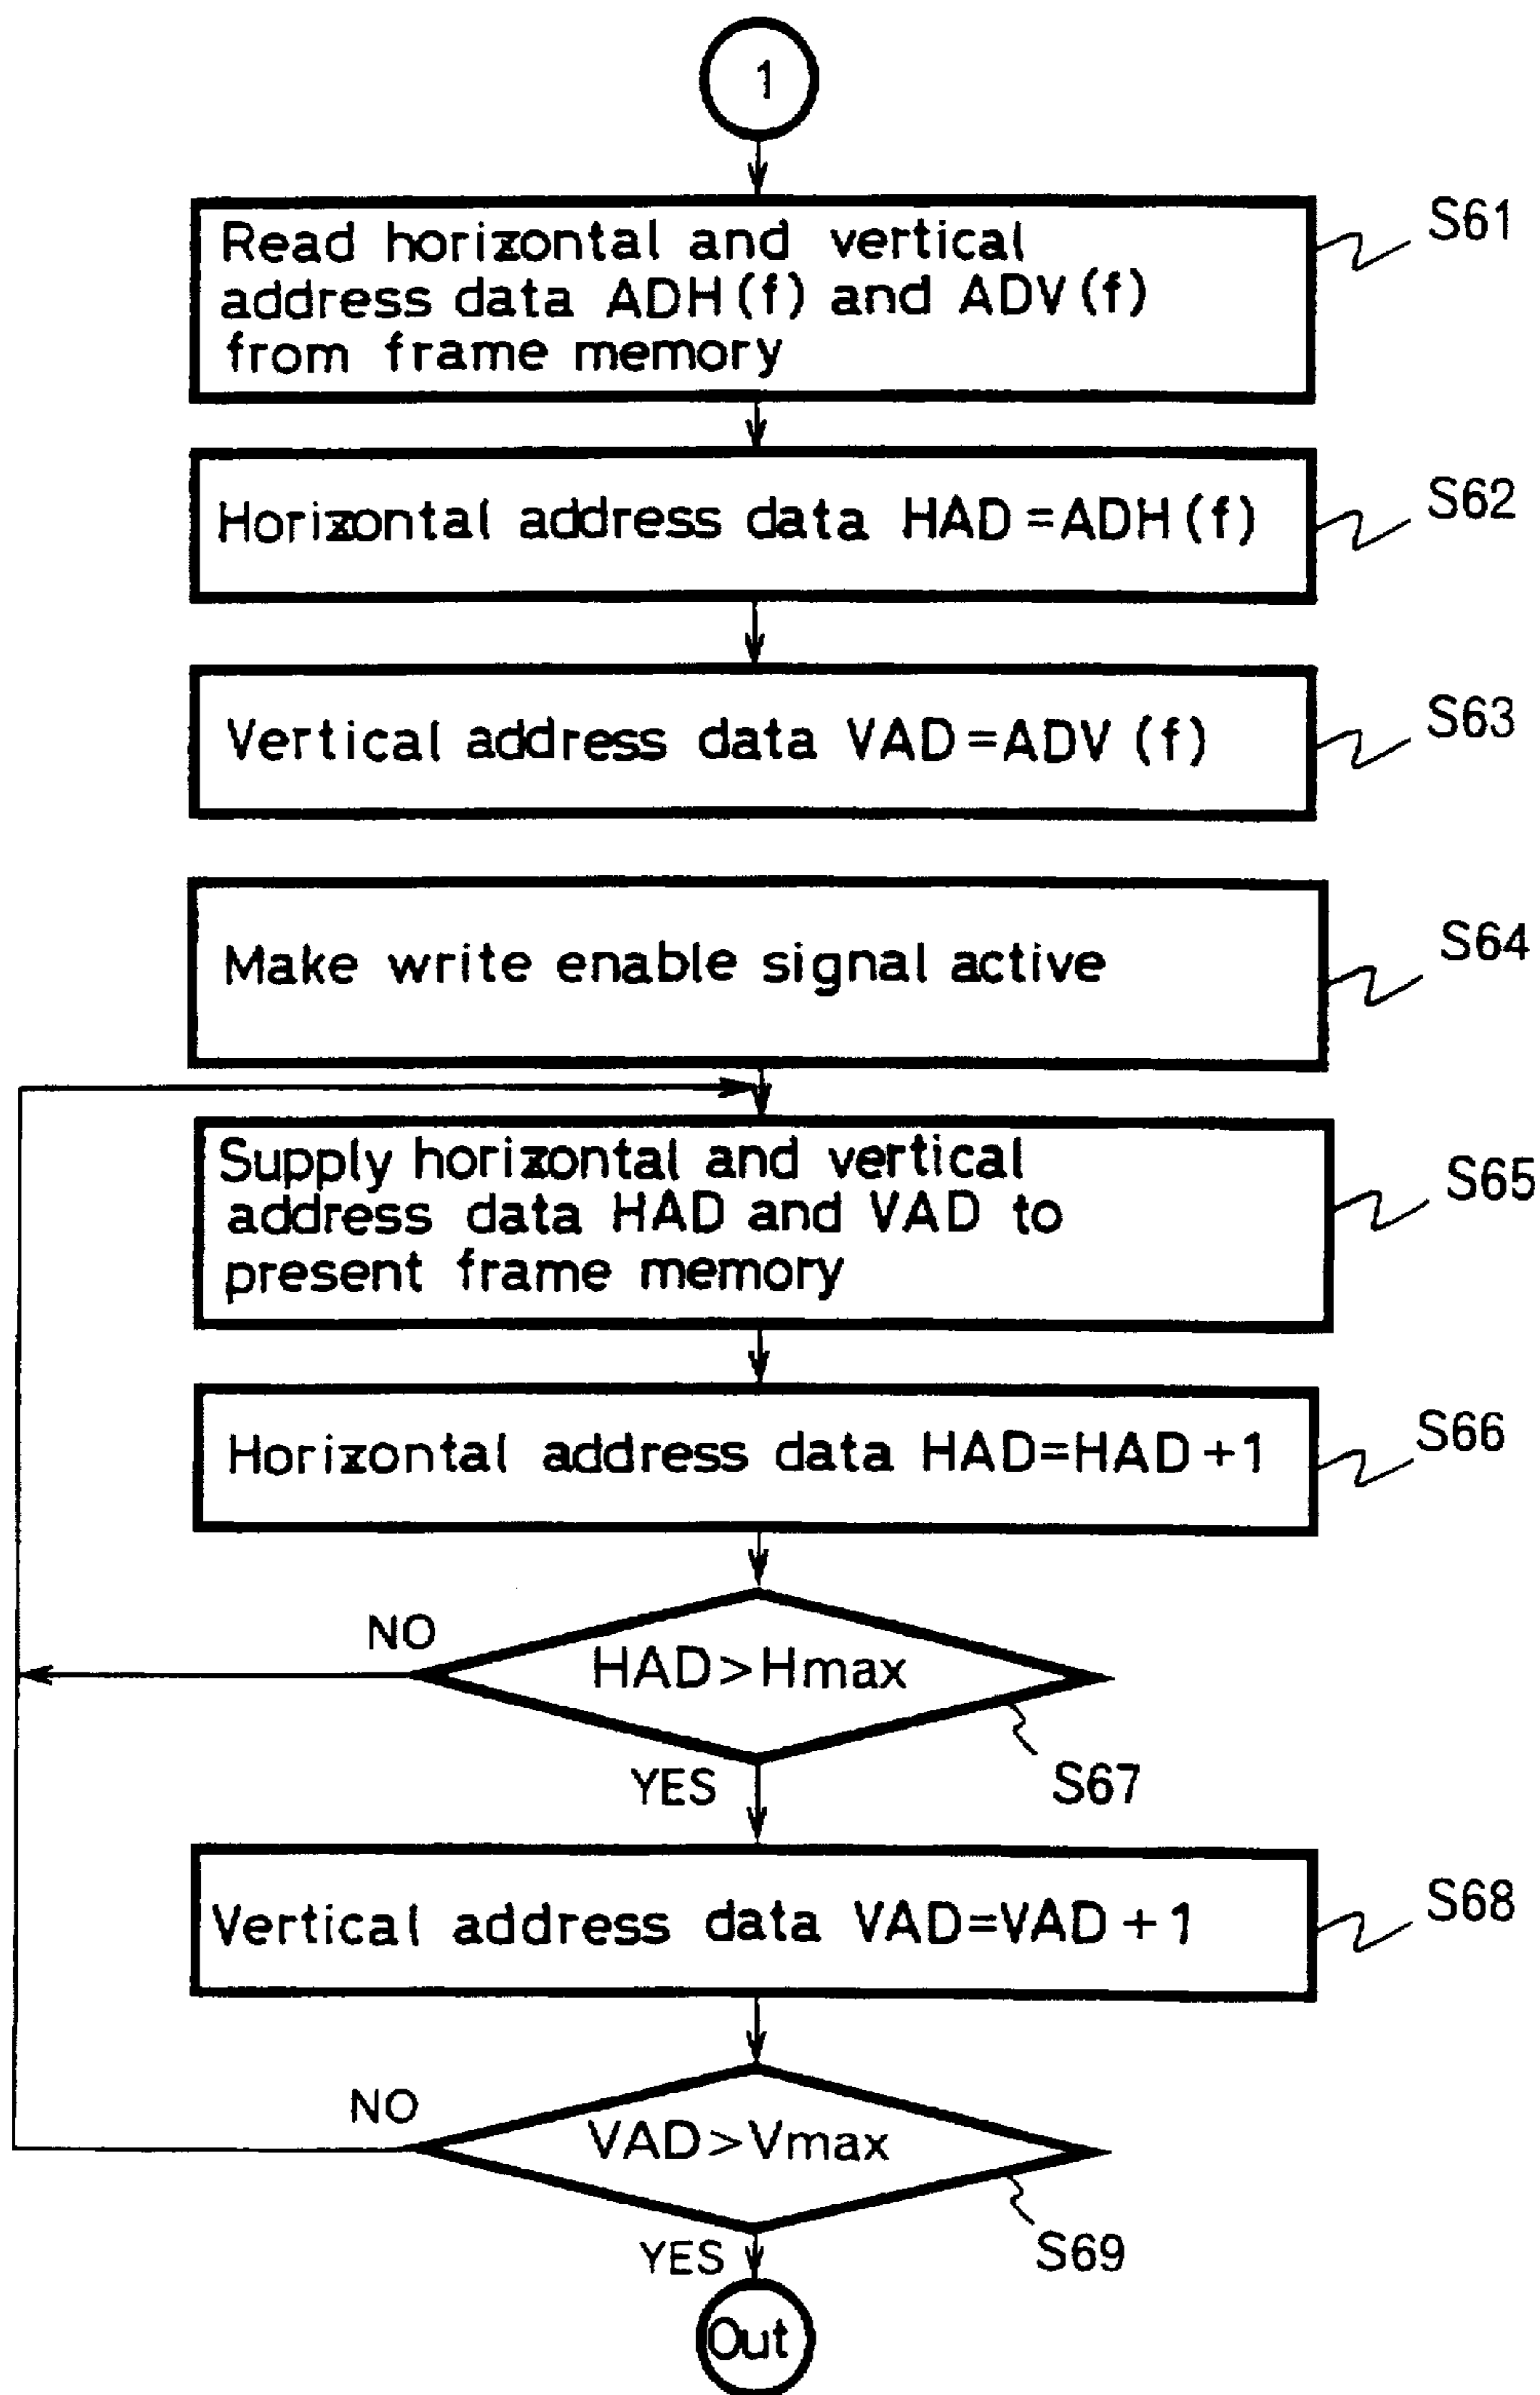 1
Read horizontal and vertical
address data ADH(f) and ADV(f)
from frame memory
S61
Horizontal address data HAD=ADH(f)
S62
Vertical address data VAD=ADV(f)
S63
Make write enable signal active
S64
Supply horizontal and vertical
address data HAD and VAD to
present frame memory
S65
Horizontal address data HAD=HAD+1
S66
NO
HAD>Hmax
S67
YES
Vertical address data VAD=VAD+1
S68
NO
VAD>Vmax
S69
YES
Out